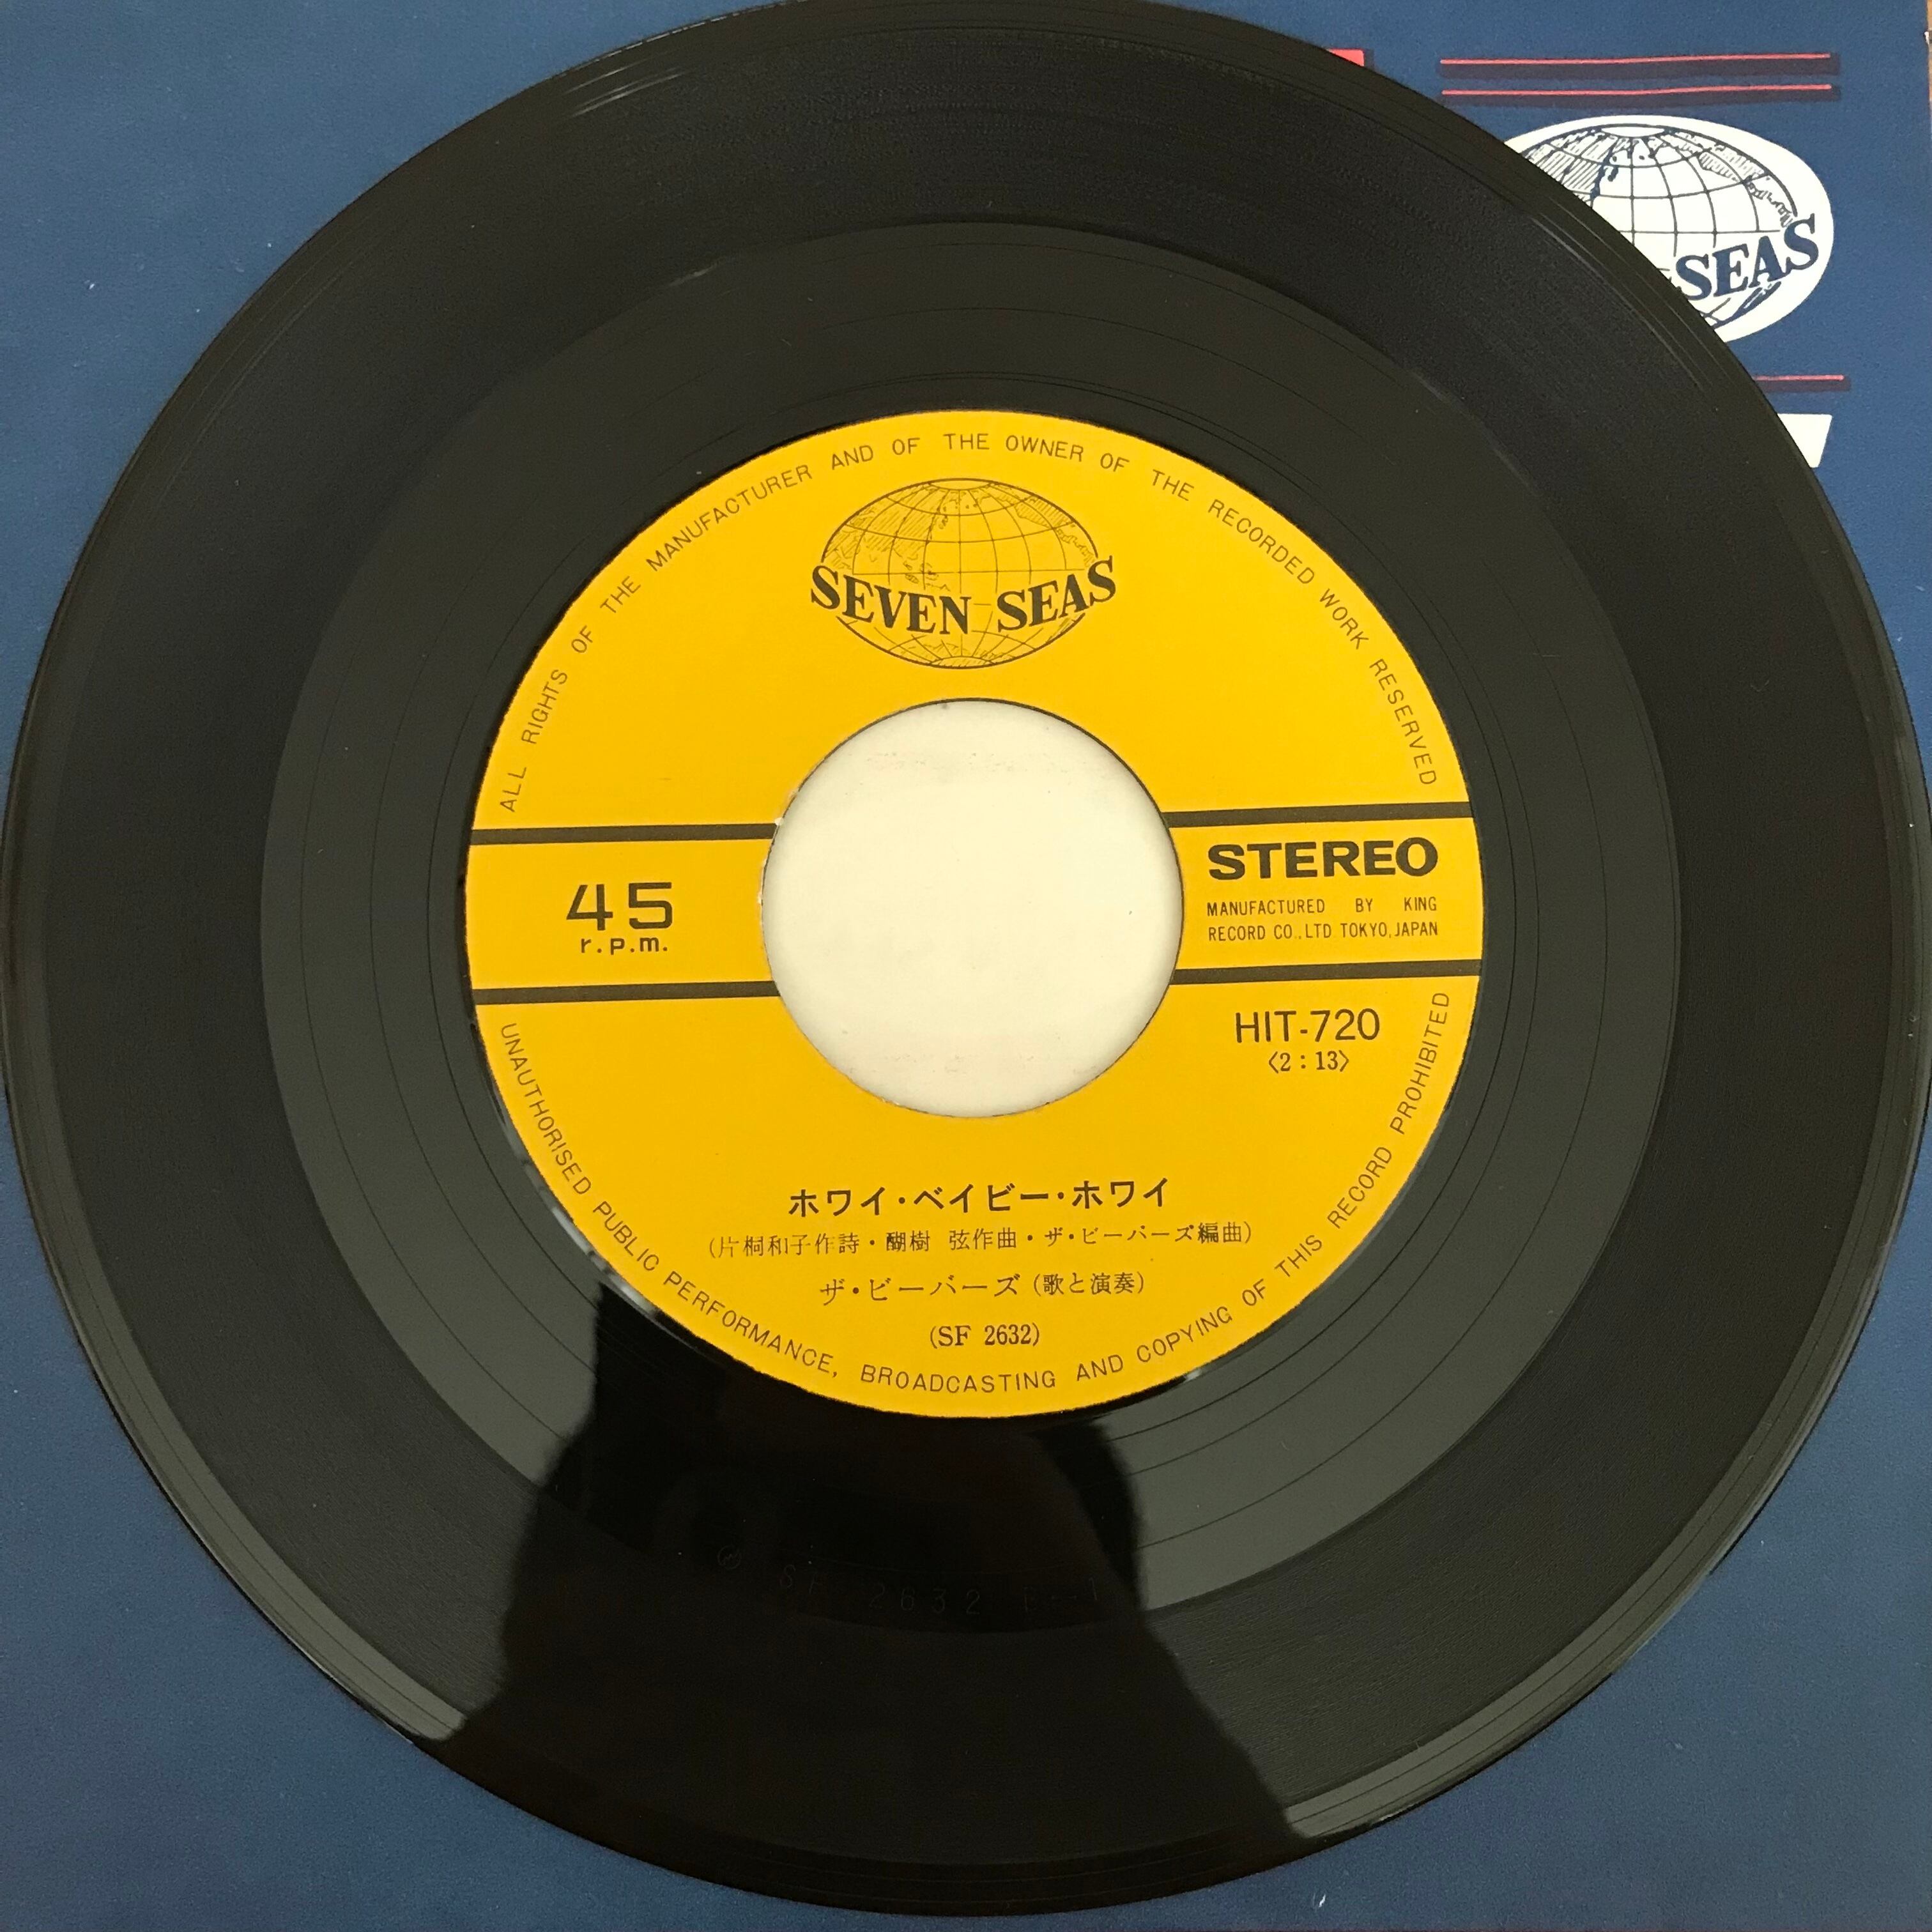 SEAS
ALL RIGHTS OF THE MANUFACTURER AND OF THE OWNER OF THE RECORDED WORK RESERVED
SEVEN SEAS
45
r.p.m.
STEREO
MANUFACTURED BY KING
RECORD CO.,LTD TOKYO,JAPAN
HIT-720
〈2：13〉
ホワイ・ベイビー・ホワイ
(片桐和子作詩・醐樹 弦作曲・ザ・ビーバーズ編曲)
ザ・ビーバーズ (歌と演奏)
(SF 2632)
UNAUTHORISED PUBLIC PERFORMANCE, BROADCASTING AND COPYING OF THIS RECORD PROHIBITED
2632